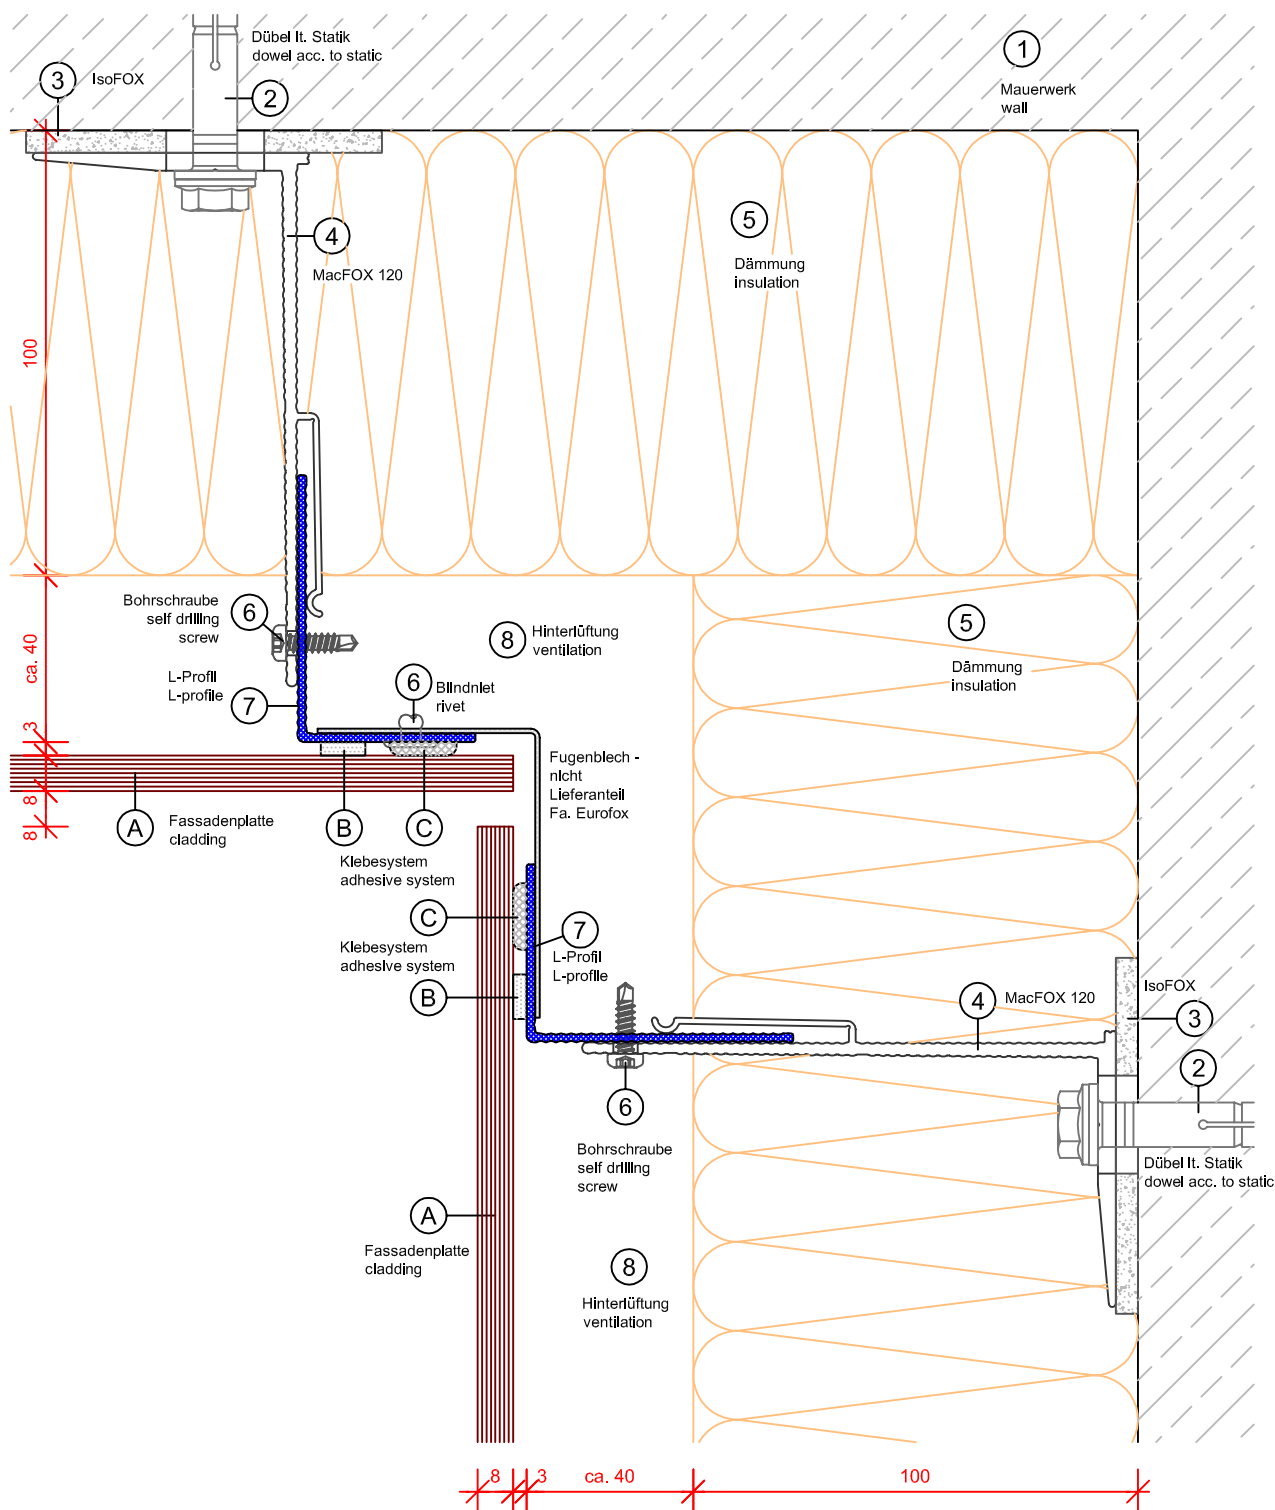 Dübel lt. Statik
dowel acc. to static
1
3
IsoFOX
2
Mauerwerk
wall
5
4
MacFOX 120
Dämmung
insulation
100
Bohrschraube
self drilling
screw
6
8
Hinterlüftung
ventilation
5
Dämmung
insulation
ca. 40
L-Profil
L-profile
7
6
Blindniet
rivet
3
Fugenblech -
nicht
Lieferanteil
Fa. Eurofox
8
8
A
Fassadenplatte
cladding
B
C
Klebesystem
adhesive system
C
7
Klebesystem
adhesive system
L-Profil
L-profile
B
4
MacFOX 120
IsoFOX
3
2
6
Bohrschraube
self drilling
screw
Dübel lt. Statik
dowel acc. to static
A
Fassadenplatte
cladding
8
Hinterlüftung
ventilation
8
3
ca. 40
100